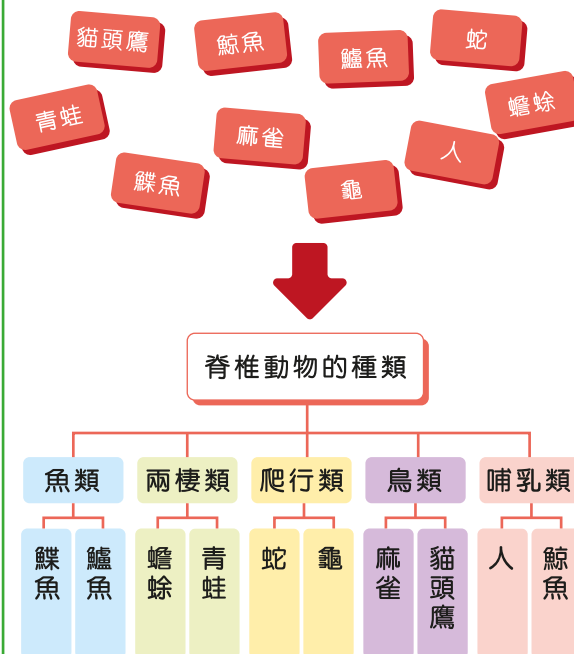 貓頭鷹
鯨魚
鱸魚
蛇
青蛙
麻雀
人
蟾蜍
鰈魚
龜
脊椎動物的種類
魚類
兩棲類
爬行類
鳥類
哺乳類
鰈魚
鱸魚
蟾蜍
青蛙
蛇
龜
麻雀
貓頭鷹
人
鯨魚